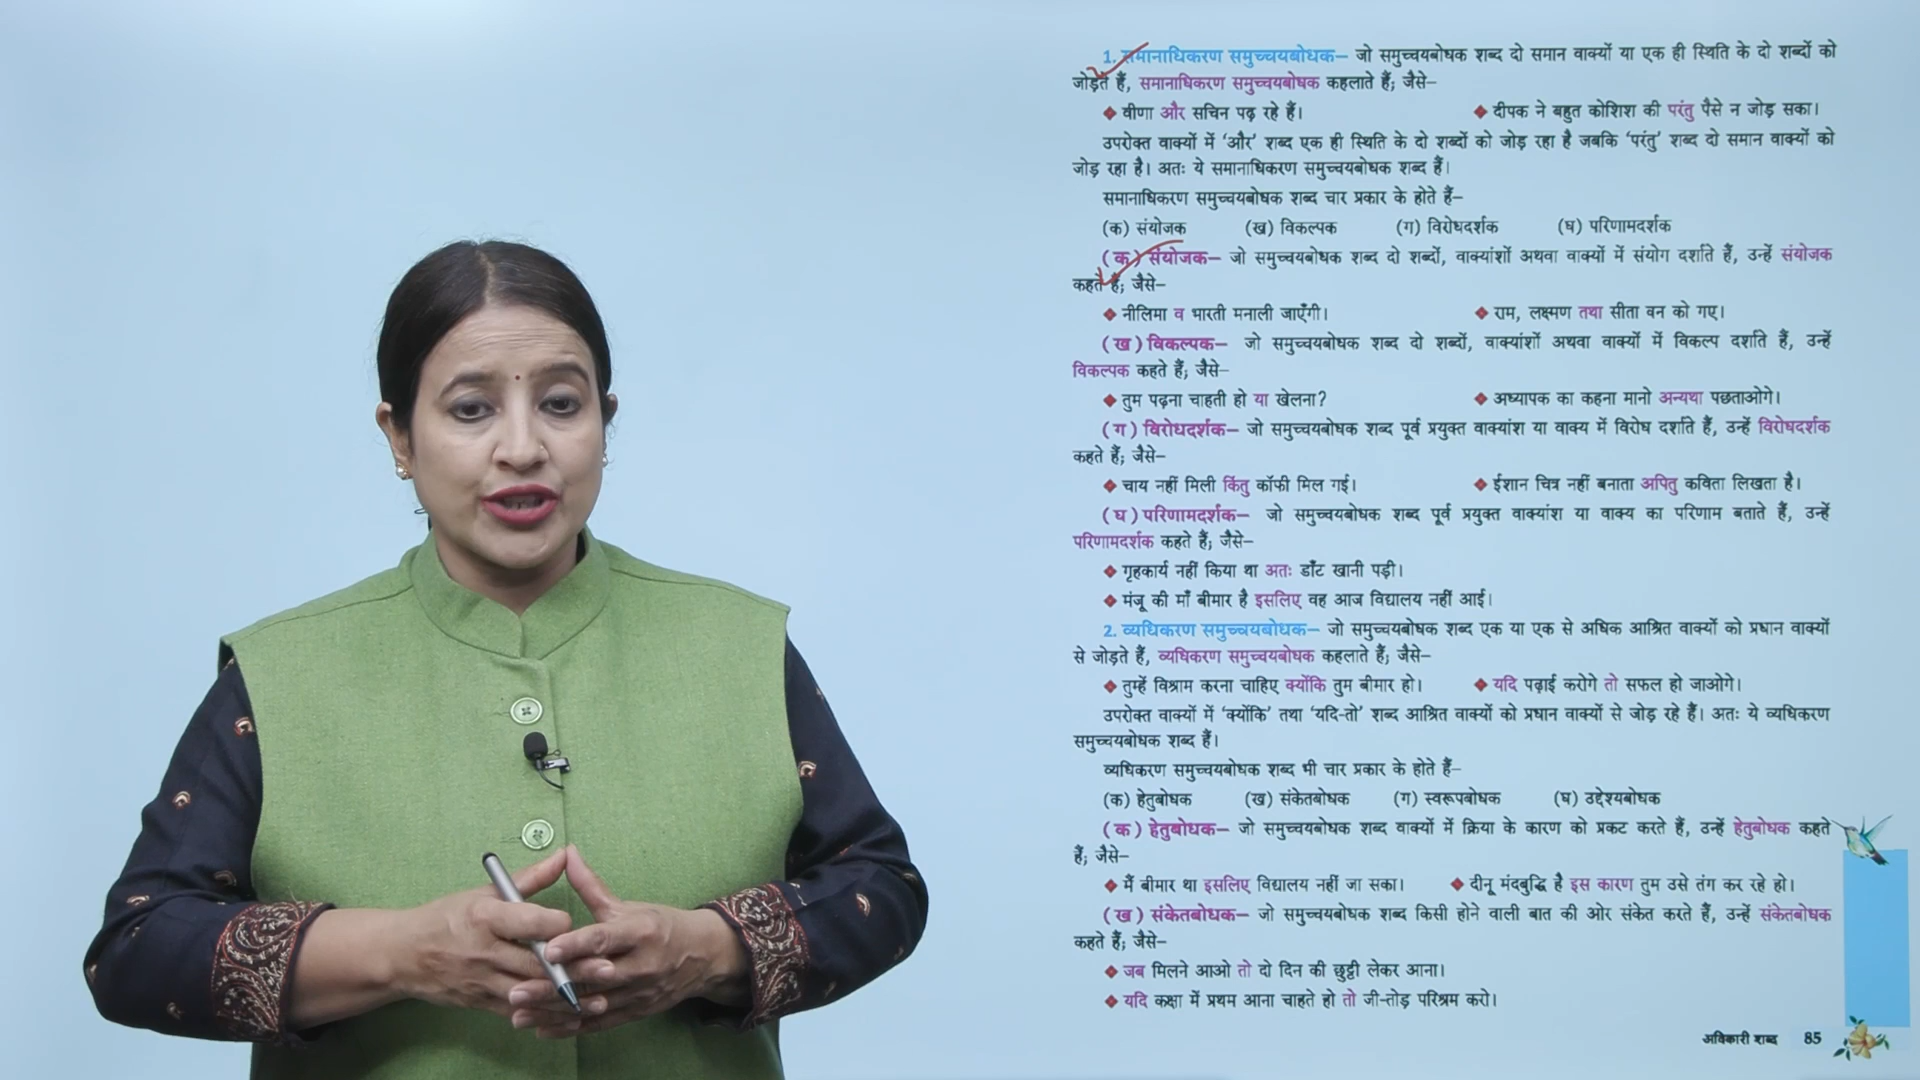 1. समानाधिकरण समुच्चयबोधक– जो समुच्चयबोधक शब्द दो समान वाक्यों या एक ही स्थिति के दो शब्दों को
जोड़ते हैं, समानाधिकरण समुच्चयबोधक कहलाते हैं; जैसे–
❖ वीणा और सचिन पढ़ रहे हैं। ❖ दीपक ने बहुत कोशिश की परंतु पैसे न जोड़ सका।
उपरोक्त वाक्यों में ‘और’ शब्द एक ही स्थिति के दो शब्दों को जोड़ रहा है जबकि ‘परंतु’ शब्द दो समान वाक्यों को
जोड़ रहा है। अतः ये समानाधिकरण समुच्चयबोधक शब्द हैं।
समानाधिकरण समुच्चयबोधक शब्द चार प्रकार के होते हैं–
(क) संयोजक (ख) विकल्पक (ग) विरोधदर्शक (घ) परिणामदर्शक
(क) संयोजक– जो समुच्चयबोधक शब्द दो शब्दों, वाक्यांशों अथवा वाक्यों में संयोग दर्शाते हैं, उन्हें संयोजक
कहते हैं; जैसे–
❖ नीलिमा व भारती मनाली जाएँगी। ❖ राम, लक्ष्मण तथा सीता वन को गए।
(ख) विकल्पक– जो समुच्चयबोधक शब्द दो शब्दों, वाक्यांशों अथवा वाक्यों में विकल्प दर्शाते हैं, उन्हें
विकल्पक कहते हैं; जैसे–
❖ तुम पढ़ना चाहती हो या खेलना? ❖ अध्यापक का कहना मानो अन्यथा पछताओगे।
(ग) विरोधदर्शक– जो समुच्चयबोधक शब्द पूर्व प्रयुक्त वाक्यांश या वाक्य में विरोध दर्शाते हैं, उन्हें विरोधदर्शक
कहते हैं; जैसे–
❖ चाय नहीं मिली किंतु कॉफी मिल गई। ❖ ईशान चित्र नहीं बनाता अपितु कविता लिखता है।
(घ) परिणामदर्शक– जो समुच्चयबोधक शब्द पूर्व प्रयुक्त वाक्यांश या वाक्य का परिणाम बताते हैं, उन्हें
परिणामदर्शक कहते हैं; जैसे–
❖ गृहकार्य नहीं किया था अतः डाँट खानी पड़ी।
❖ मंजू की माँ बीमार है इसलिए वह आज विद्यालय नहीं आई।
2. व्यधिकरण समुच्चयबोधक– जो समुच्चयबोधक शब्द एक या एक से अधिक आश्रित वाक्यों को प्रधान वाक्यों
से जोड़ते हैं, व्यधिकरण समुच्चयबोधक कहलाते हैं; जैसे–
❖ तुम्हें विश्राम करना चाहिए क्योंकि तुम बीमार हो। ❖ यदि पढ़ाई करोगे तो सफल हो जाओगे।
उपरोक्त वाक्यों में ‘क्योंकि’ तथा ‘यदि-तो’ शब्द आश्रित वाक्यों को प्रधान वाक्यों से जोड़ रहे हैं। अतः ये व्यधिकरण
समुच्चयबोधक शब्द हैं।
व्यधिकरण समुच्चयबोधक शब्द भी चार प्रकार के होते हैं–
(क) हेतुबोधक (ख) संकेतबोधक (ग) स्वरूपबोधक (घ) उद्देश्यबोधक
(क) हेतुबोधक– जो समुच्चयबोधक शब्द वाक्यों में क्रिया के कारण को प्रकट करते हैं, उन्हें हेतुबोधक कहते
हैं; जैसे–
❖ मैं बीमार था इसलिए विद्यालय नहीं जा सका। ❖ दीनू मंदबुद्धि है इस कारण तुम उसे तंग कर रहे हो।
(ख) संकेतबोधक– जो समुच्चयबोधक शब्द किसी होने वाली बात की ओर संकेत करते हैं, उन्हें संकेतबोधक
कहते हैं; जैसे–
❖ जब मिलने आओ तो दो दिन की छुट्टी लेकर आना।
❖ यदि कक्षा में प्रथम आना चाहते हो तो जी-तोड़ परिश्रम करो।
अविकारी शब्द 85